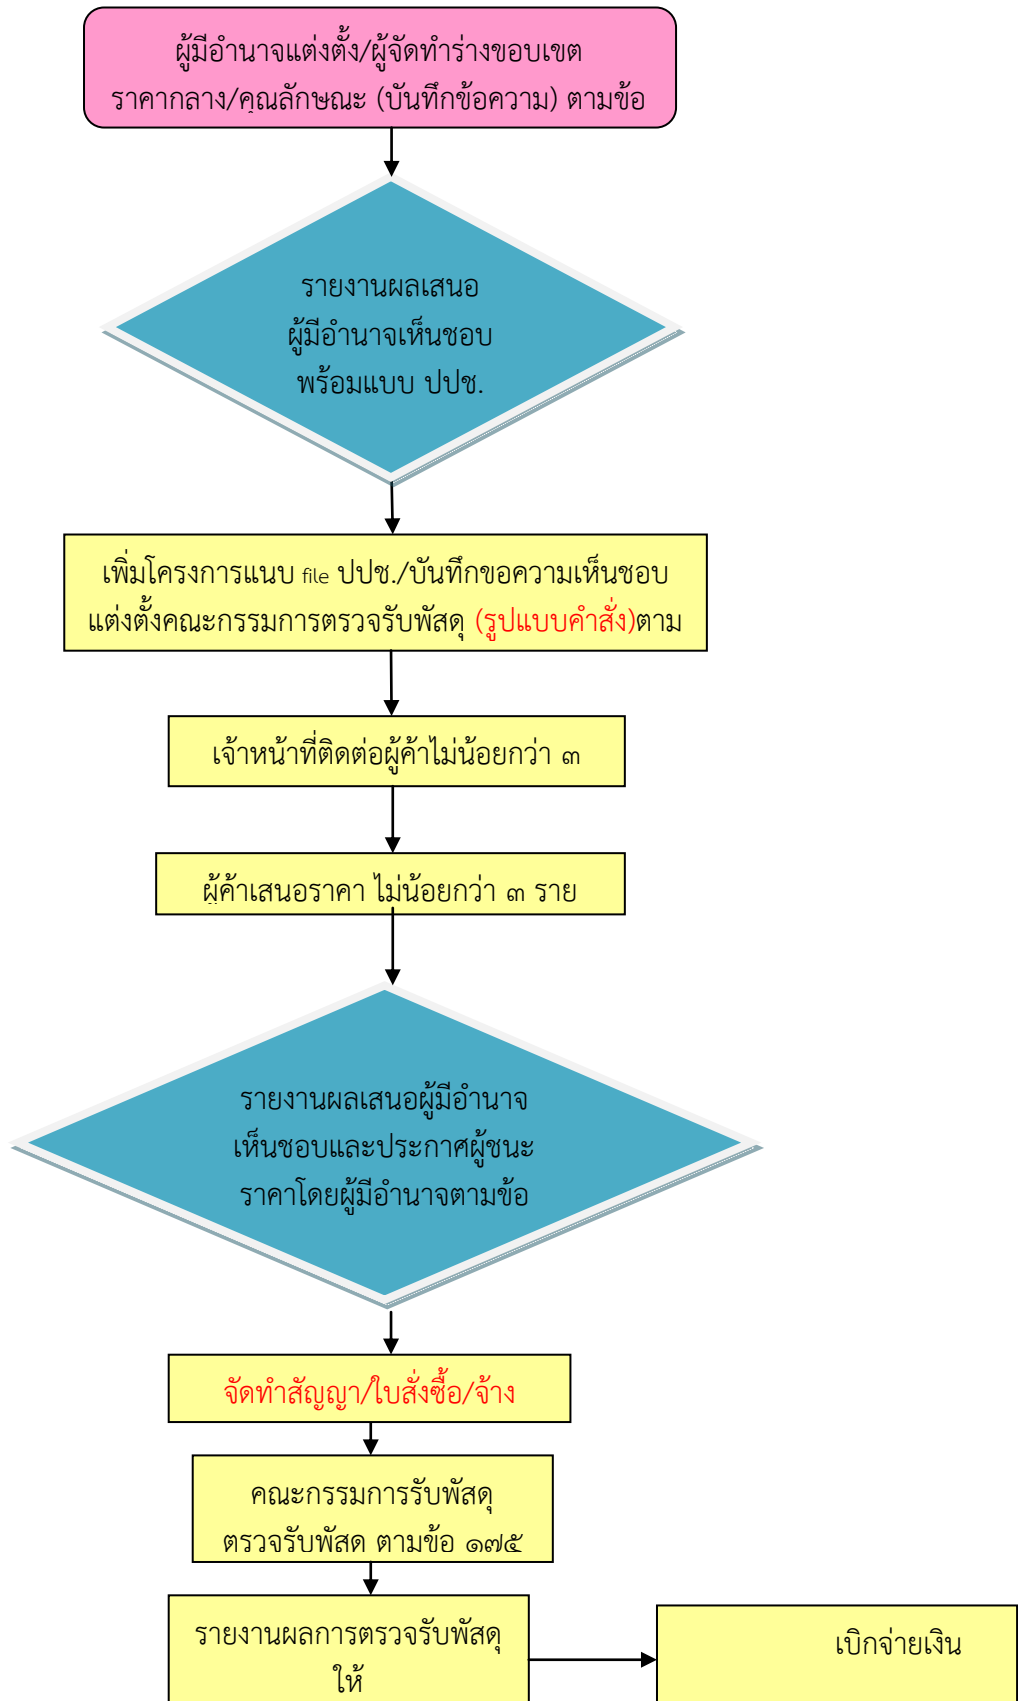 ผู้มีอำนาจแต่งตั้ง/ผู้จัดทำร่างขอบเขต
ราคากลาง/คุณลักษณะ (บันทึกข้อความ) ตามข้อ
รายงานผลเสนอ
ผู้มีอำนาจเห็นชอบ
พร้อมแบบ ปปช.
เพิ่มโครงการแนบ file ปปช./บันทึกขอความเห็นชอบ
แต่งตั้งคณะกรรมการตรวจรับพัสดุ (รูปแบบคำสั่ง)ตาม
เจ้าหน้าที่ติดต่อผู้ค้าไม่น้อยกว่า ๓
ผู้ค้าเสนอราคา ไม่น้อยกว่า ๓ ราย
รายงานผลเสนอผู้มีอำนาจ
เห็นชอบและประกาศผู้ชนะ
ราคาโดยผู้มีอำนาจตามข้อ
จัดทำสัญญา/ใบสั่งซื้อ/จ้าง
คณะกรรมการรับพัสดุ
ตรวจรับพัสดุ ตามข้อ ๑๗๕
รายงานผลการตรวจรับพัสดุ
ให้
เบิกจ่ายเงิน